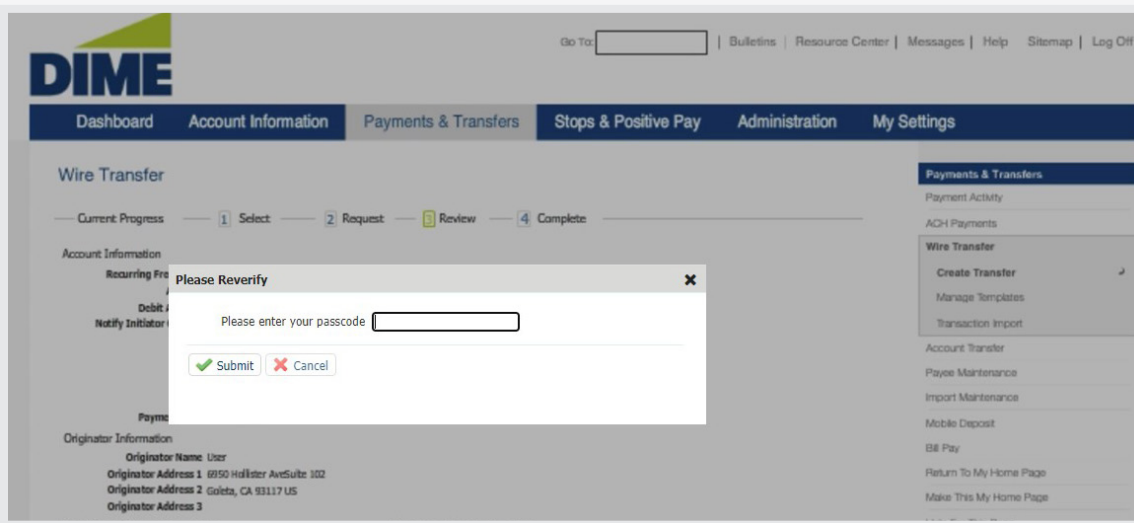 DIME
Go To: | Bulletins | Resource Center | Messages | Help Sitemap | Log Off
Dashboard Account Information Payments & Transfers Stops & Positive Pay Administration My Settings
Wire Transfer
Current Progress 1 Select 2 Request 3 Review 4 Complete
Account Information
Recurring Fre
Debit A
Notify Initiator
Please Reverify
Please enter your passcode
Submit Cancel
Payme
Originator Information
Originator Name User
Originator Address 1 6950 Hollister AveSuite 102
Originator Address 2 Goleta, CA 93117 US
Originator Address 3
Payments & Transfers
Payment Activity
ACH Payments
Wire Transfer
Create Transfer
Manage Templates
Transaction Import
Account Transfer
Payee Maintenance
Import Maintenance
Mobile Deposit
Bill Pay
Return To My Home Page
Make This My Home Page